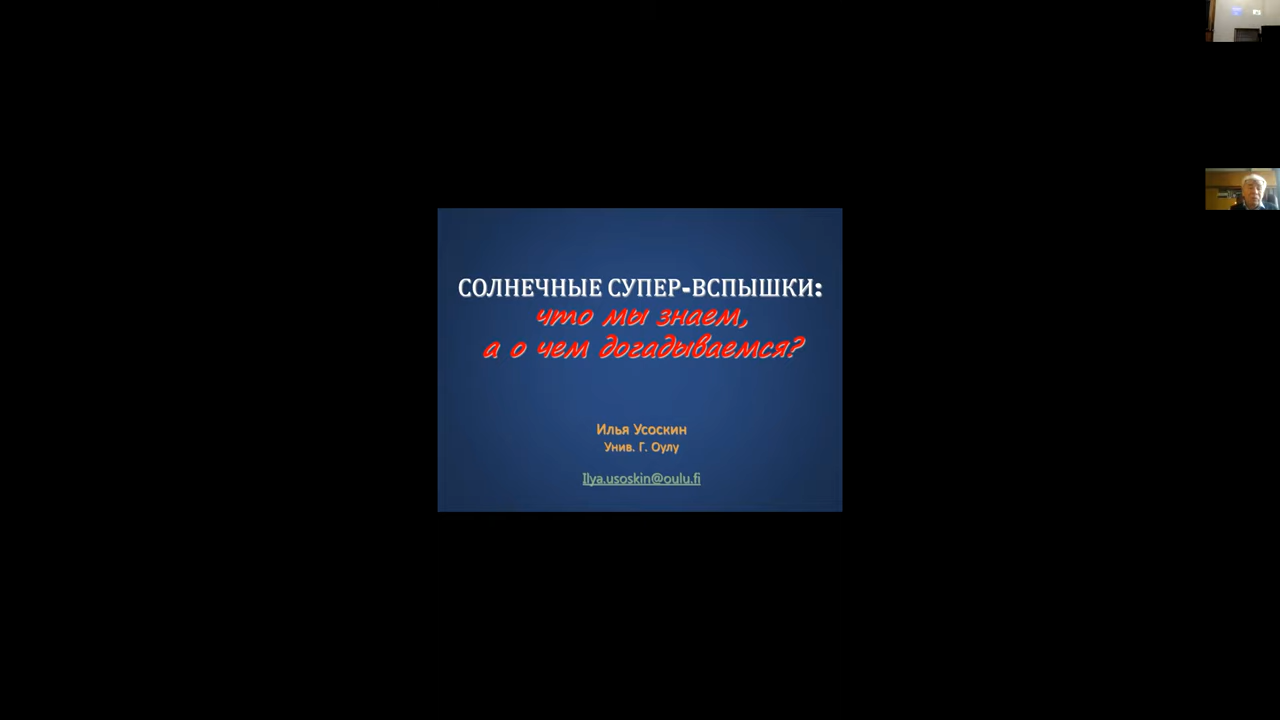 СОЛНЕЧНЫЕ СУПЕР-ВСПЫШКИ:
что мы знаем,
а о чем догадываемся?
Илья Усоскин
Унив. Г. Оулу
Ilya.usoskin@oulu.fi